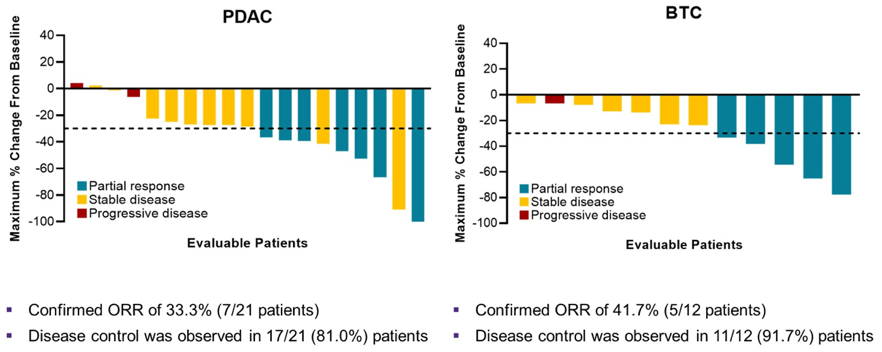 PDAC
Maximum % Change From Baseline
40
20
0
-20
-40
-60
-80
-100
Partial response
Stable disease
Progressive disease
Evaluable Patients
▪ Confirmed ORR of 33.3% (7/21 patients)
▪ Disease control was observed in 17/21 (81.0%) patients
BTC
Maximum % Change From Baseline
40
20
0
-20
-40
-60
-80
-100
Partial response
Stable disease
Progressive disease
Evaluable Patients
▪ Confirmed ORR of 41.7% (5/12 patients)
▪ Disease control was observed in 11/12 (91.7%) patients